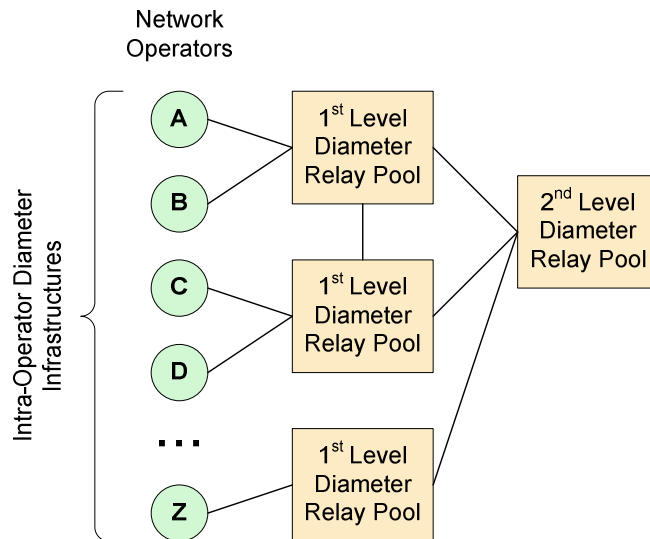 Network
Operators
Intra-Operator Diameter
Infrastructures
A
B
C
D
...
Z
1st Level
Diameter
Relay Pool
1st Level
Diameter
Relay Pool
1st Level
Diameter
Relay Pool
2nd Level
Diameter
Relay Pool